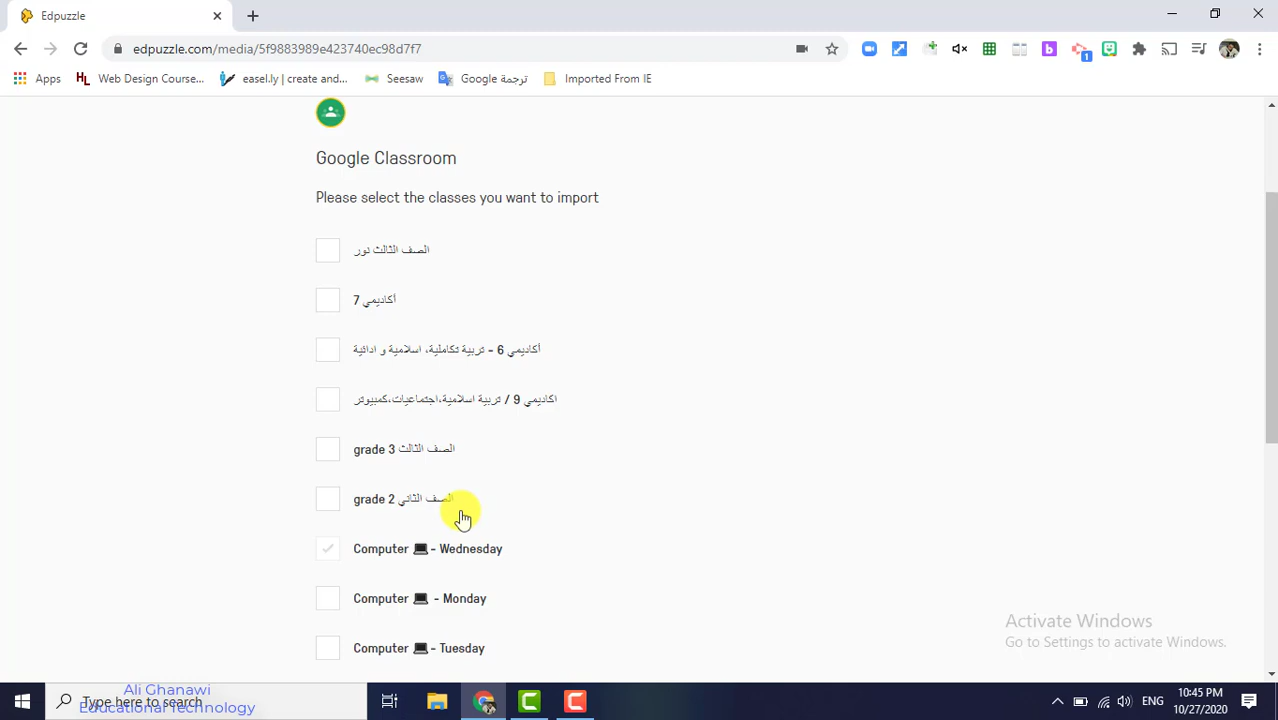 Edpuzzle
edpuzzle.com/media/5f9883989e423740ec98d7f7
1
Apps
HL Web Design Course...
easel.ly | create and...
Seesaw
ترجمة Google
Imported From IE
Google Classroom
Please select the classes you want to import
الصف الثالث نور
أكاديمي 7
أكاديمي 6 - تربية تكاملية، اسلامية و ادائية
اكاديمي 9 / تربية اسلامية،اجتماعيات،كمبيوتر
grade 3 الصف الثالث
grade 2 الصف الثاني
Computer 💻 - Wednesday
Computer 💻 - Monday
Computer 💻 - Tuesday
Activate Windows
Go to Settings to activate Windows.
Type here to search
Ali Ghanawi
Educational Technology
ENG
10:45 PM
10/27/2020